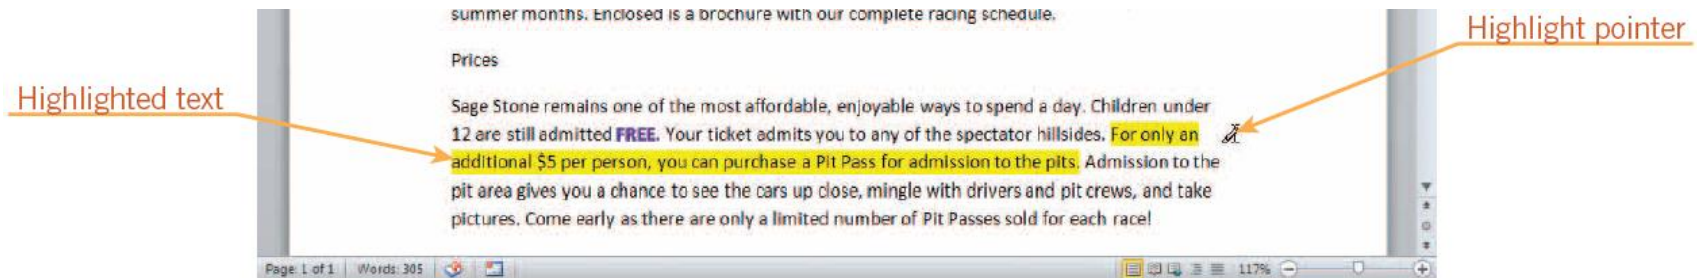 summer months. Enclosed is a brochure with our complete racing schedule.
Highlight pointer
Prices
Highlighted text
Sage Stone remains one of the most affordable, enjoyable ways to spend a day. Children under
12 are still admitted FREE. Your ticket admits you to any of the spectator hillsides. For only an
additional $5 per person, you can purchase a Pit Pass for admission to the pits. Admission to the
pit area gives you a chance to see the cars up close, mingle with drivers and pit crews, and take
pictures. Come early as there are only a limited number of Pit Passes sold for each race!
Page: 1 of 1 Words: 305 117%